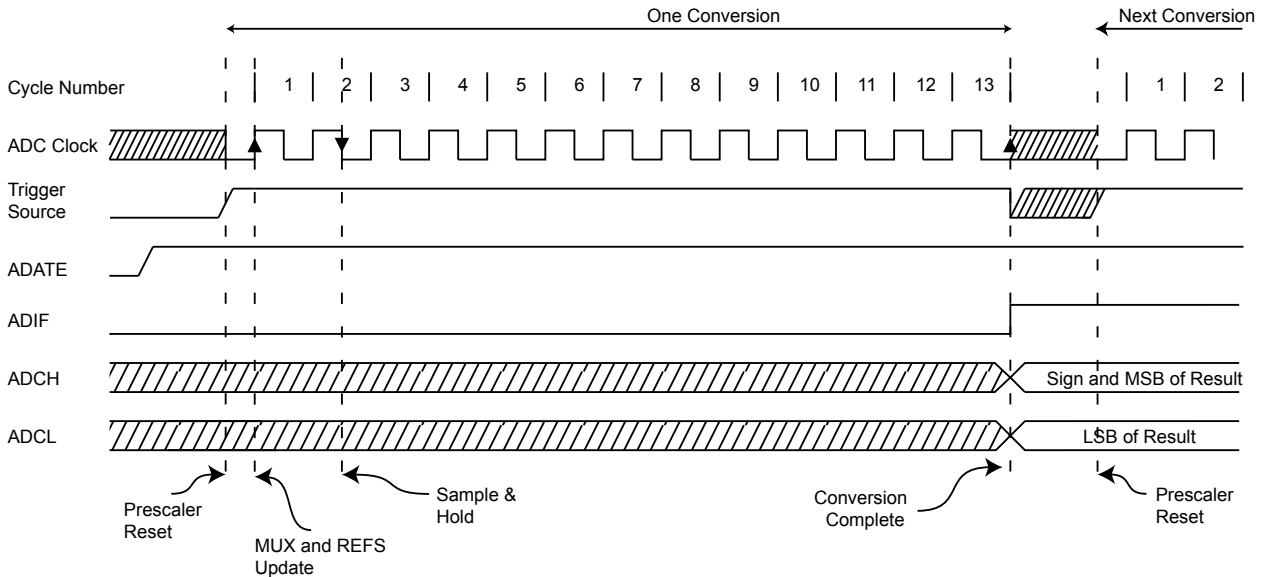 One Conversion
Next Conversion
Cycle Number
1 2 3 4 5 6 7 8 9 10 11 12 13 1 2
ADC Clock
Trigger
Source
ADATE
ADIF
ADCH
Sign and MSB of Result
ADCL
LSB of Result
Prescaler
Reset
MUX and REFS
Update
Sample &
Hold
Conversion
Complete
Prescaler
Reset